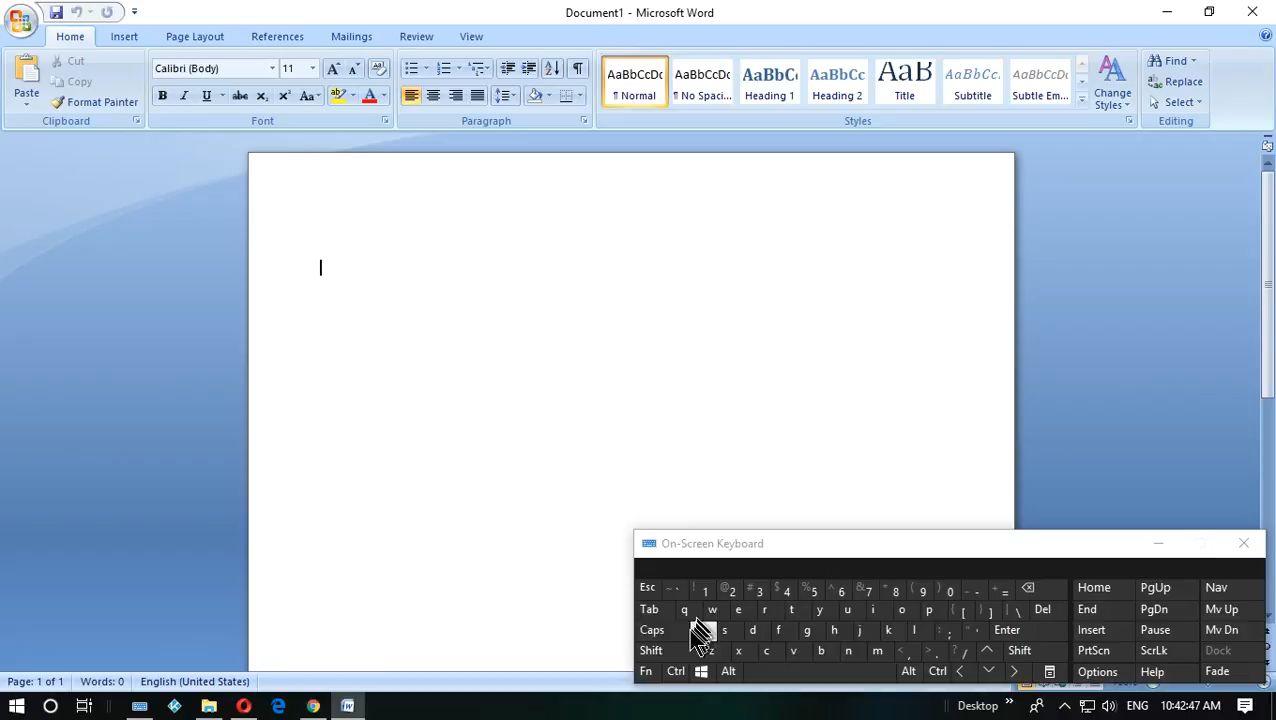 Document1 - Microsoft Word
Home Insert Page Layout References Mailings Review View
Paste
Cut
Copy
Format Painter
Clipboard
Calibri (Body) 11
B I U abc x₂ x² Aa
Font
Paragraph
AaBbCcDc AaBbCcDc AaBbC( AaBbCc AaB AaBbCc. AaBbCcDc
¶ Normal ¶ No Spaci... Heading 1 Heading 2 Title Subtitle Subtle Em...
Change Styles
Styles
Find
Replace
Select
Editing
On-Screen Keyboard
Esc ~ ` ! 1 @ 2 # 3 $ 4 % 5 ^ 6 & 7 * 8 ( 9 ) 0 _ - + = Home PgUp Nav
Tab q w e r t y u i o p { [ } ] | \ Del End PgDn Mv Up
Caps s d f g h j k l : ; " ' Enter Insert Pause Mv Dn
Shift z x c v b n m < , > . ? / Shift PrtScn ScrLk Dock
Fn Ctrl Alt Alt Ctrl Options Help Fade
Page: 1 of 1 Words: 0 English (United States)
Desktop » ENG 10:42:47 AM